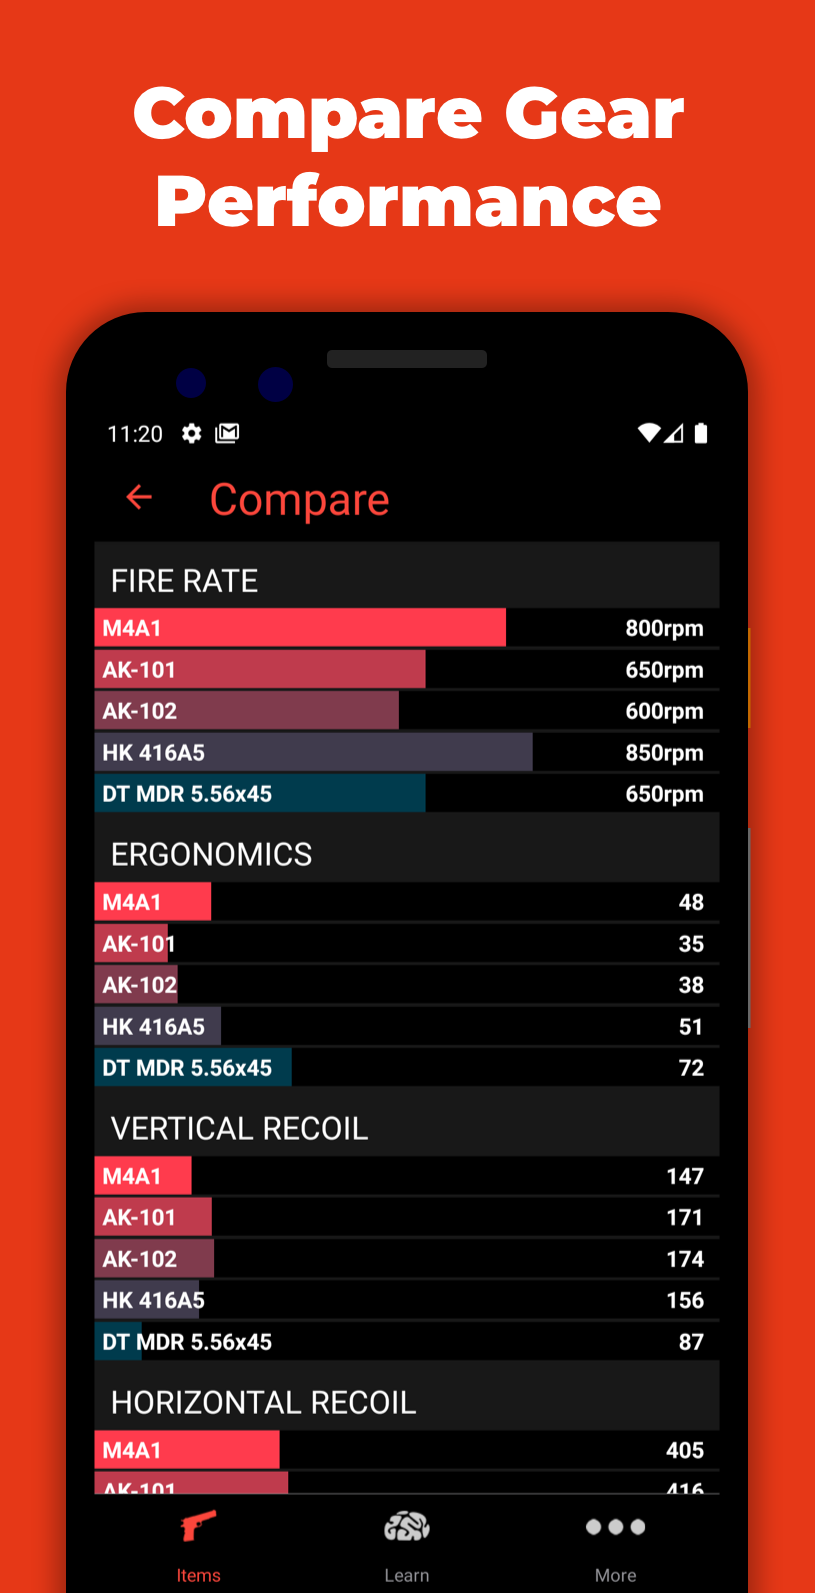 Compare Gear
Performance
11:20
Compare
FIRE RATE
M4A1 800rpm
AK-101 650rpm
AK-102 600rpm
HK 416A5 850rpm
DT MDR 5.56x45 650rpm
ERGONOMICS
M4A1 48
AK-101 35
AK-102 38
HK 416A5 51
DT MDR 5.56x45 72
VERTICAL RECOIL
M4A1 147
AK-101 171
AK-102 174
HK 416A5 156
DT MDR 5.56x45 87
HORIZONTAL RECOIL
M4A1 405
AK-101 416
Items Learn More